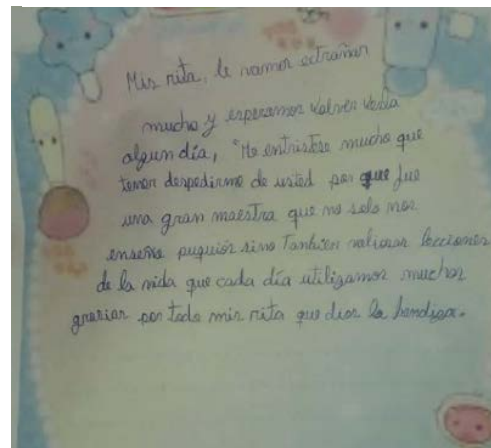 Mis rita, le vamos extrañar
mucho y esperamos volver verla
algun día, "Me entristese mucho que
tener despedirme de usted por que fue
una gran maestra que no solo nos
enseño sino Tambien valiosas lecciones
de la vida que cada día utilizamos muchas
gracias por todo mis rita que dios la bendiga.